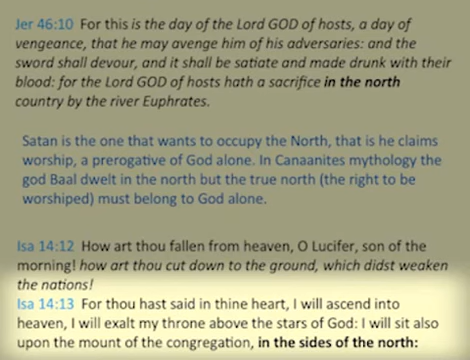 Jer 46:10 For this is the day of the Lord GOD of hosts, a day of
vengeance, that he may avenge him of his adversaries: and the
sword shall devour, and it shall be satiate and made drunk with their
blood: for the Lord GOD of hosts hath a sacrifice in the north
country by the river Euphrates.
Satan is the one that wants to occupy the North, that is he claims
worship, a prerogative of God alone. In Canaanites mythology the
god Baal dwelt in the north but the true north (the right to be
worshiped) must belong to God alone.
Isa 14:12 How art thou fallen from heaven, O Lucifer, son of the
morning! how art thou cut down to the ground, which didst weaken
the nations!
Isa 14:13 For thou hast said in thine heart, I will ascend into
heaven, I will exalt my throne above the stars of God: I will sit also
upon the mount of the congregation, in the sides of the north: